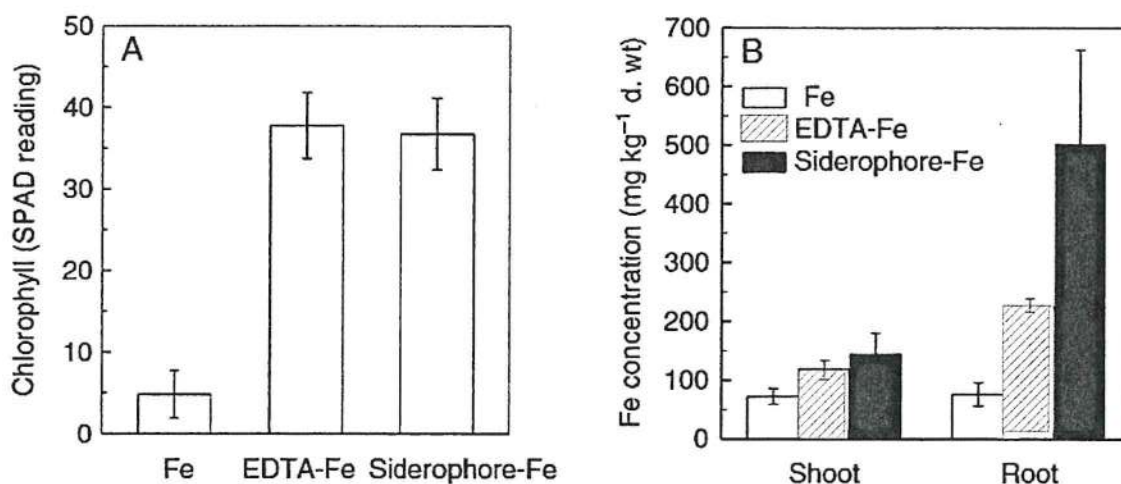 A
Chlorophyll (SPAD reading)
50
40
30
20
10
0
Fe
EDTA-Fe
Siderophore-Fe
B
Fe concentration (mg kg⁻¹ d. wt)
700
600
500
400
300
200
100
0
Fe
EDTA-Fe
Siderophore-Fe
Shoot
Root